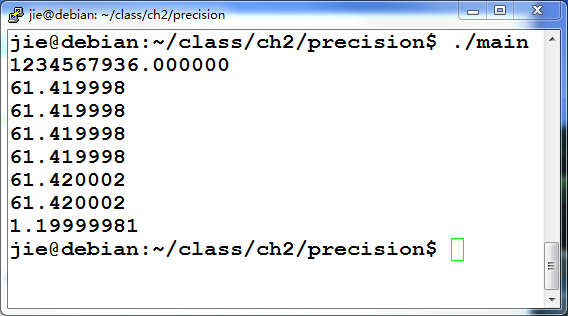 jie@debian: ~/class/ch2/precision
jie@debian:~/class/ch2/precision$ ./main
1234567936.000000
61.419998
61.419998
61.419998
61.419998
61.420002
61.420002
1.19999981
jie@debian:~/class/ch2/precision$